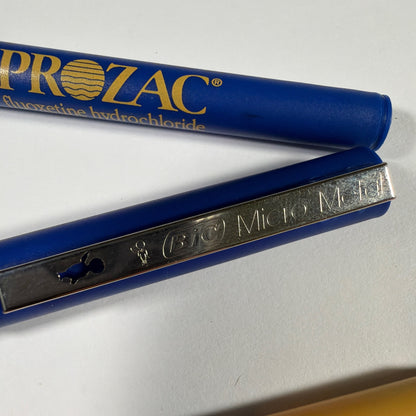 PROZAC®
fluoxetine hydrochloride
BIC® Micro Metal